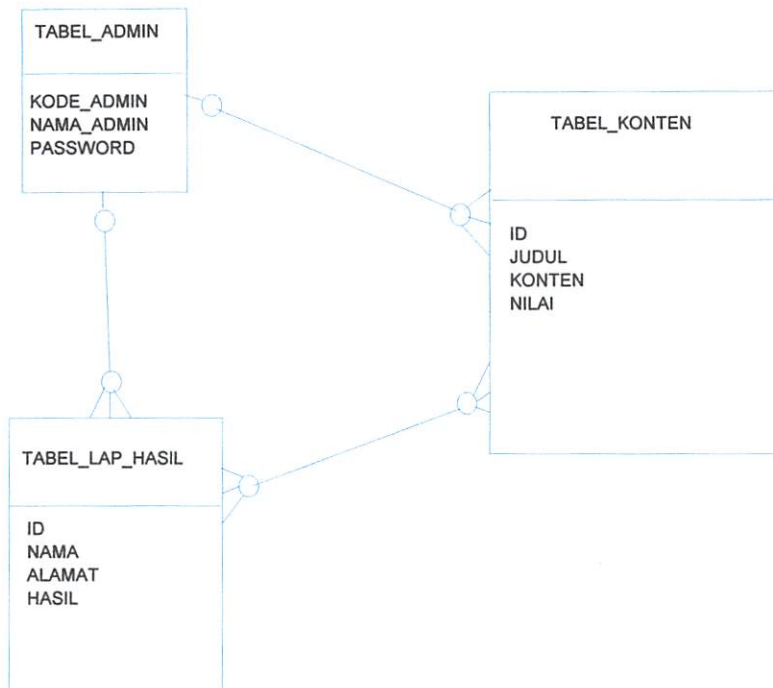 TABEL_ADMIN
KODE_ADMIN
NAMA_ADMIN
PASSWORD
TABEL_KONTEN
ID
JUDUL
KONTEN
NILAI
TABEL_LAP_HASIL
ID
NAMA
ALAMAT
HASIL